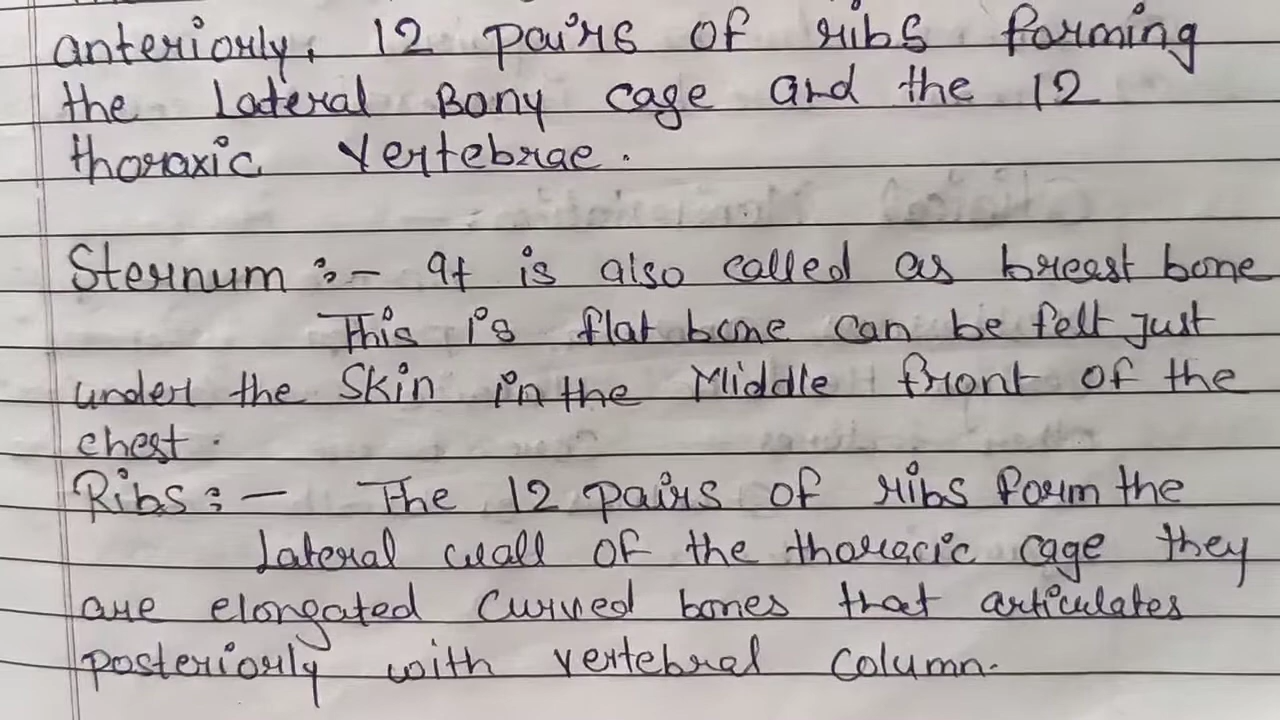 anteriorly, 12 pairs of ribs forming
the Lateral Bony cage and the 12
thoraxic vertebrae.
Sternum :- It is also called as breast bone
This is flat bone can be felt just
under the Skin in the Middle front of the
chest.
Ribs :- The 12 pairs of ribs form the
Lateral wall of the thoracic cage they
are elongated curved bones that articulates
posteriorly with vertebral column.